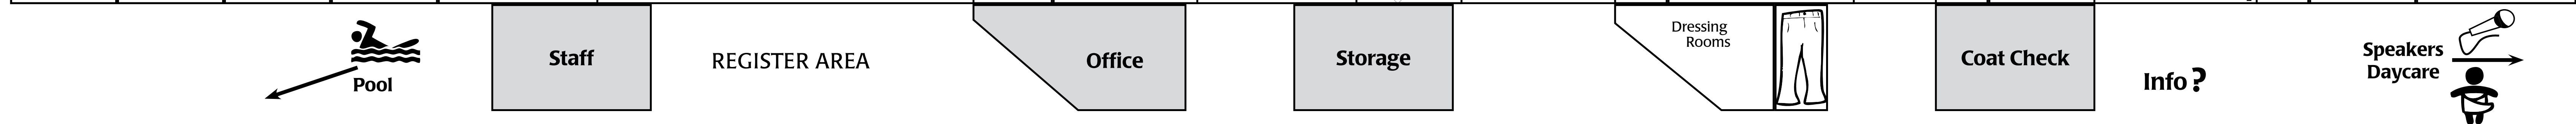 Pool
Staff
REGISTER AREA
Office
Storage
Dressing
Rooms
Coat Check
Info?
Speakers
Daycare